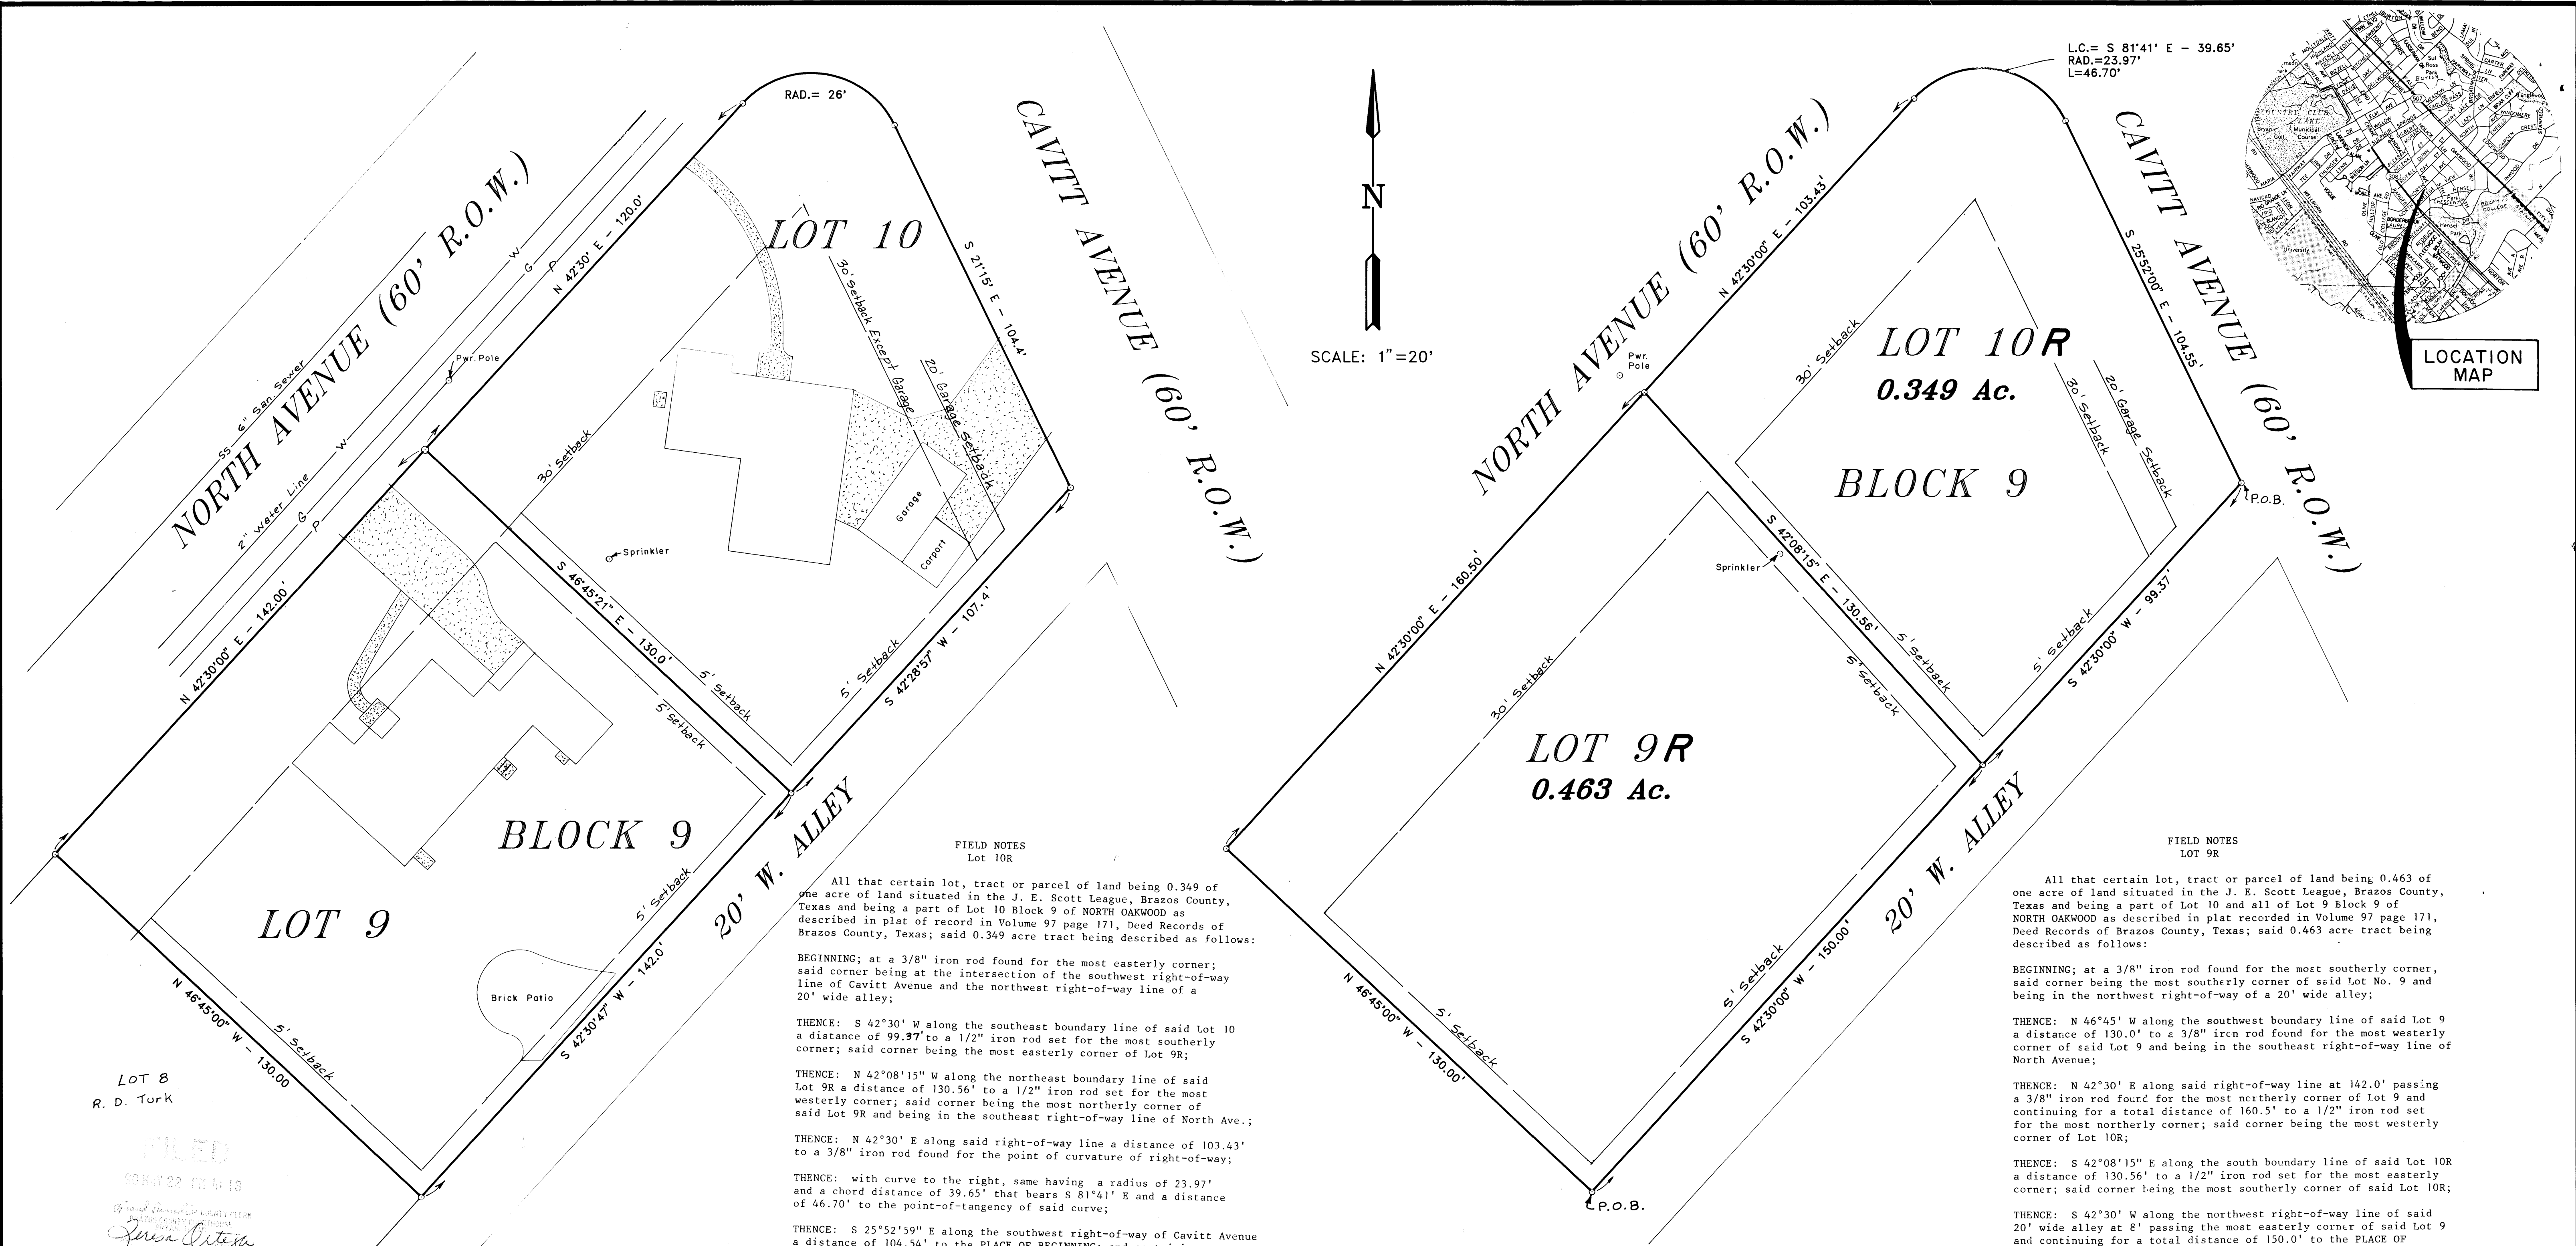 RAD.= 26'
NORTH AVENUE (60' R.O.W.)
CAVITT AVENUE (60' R.O.W.)
LOT 10
N 42°30' E - 120.0'
S 21°15' E - 104.4'
30' Setback Except Garage
20' Garage Setback
30' Setback
W
G
P
Pwr. Pole
SS 6" San. Sewer
2" Water Line W
G
P
Garage
Carport
Sprinkler
S 46°45'21" E - 130.0'
5' Setback
5' Setback
5' Setback
S 42°28'57" W - 107.4'
N 42°30'00" E - 142.00'
BLOCK 9
LOT 9
20' W. ALLEY
5' Setback
S 42°30'47" W - 142.0'
Brick Patio
N 46°45'00" W - 130.00
5' Setback
LOT 8
R. D. Turk
FILED
COUNTY CLERK
N
SCALE: 1"=20'
L.C.= S 81°41' E - 39.65'
RAD.=23.97'
L=46.70'
NORTH AVENUE (60' R.O.W.)
CAVITT AVENUE (60' R.O.W.)
N 42°30'00" E - 103.43'
S 25°52'00" E - 104.55'
LOT 10R
0.349 Ac.
BLOCK 9
30' Setback
30' Setback
20' Garage Setback
Pwr.
Pole
P.O.B.
Sprinkler
S 42°08'15" E - 130.56'
5' Setback
5' Setback
5' Setback
S 42°30'00" W - 99.37'
N 42°30'00" E - 160.50'
30' Setback
LOT 9R
0.463 Ac.
20' W. ALLEY
5' Setback
S 42°30'00" W - 150.00'
N 46°45'00" W - 130.00'
5' Setback
P.O.B.
COUNTRY CLUB
LAKE
Municipal
Golf Course
University
LOCATION
MAP
FIELD NOTES
Lot 10R
All that certain lot, tract or parcel of land being 0.349 of
one acre of land situated in the J. E. Scott League, Brazos County,
Texas and being a part of Lot 10 Block 9 of NORTH OAKWOOD as
described in plat of record in Volume 97 page 171, Deed Records of
Brazos County, Texas; said 0.349 acre tract being described as follows:
BEGINNING; at a 3/8" iron rod found for the most easterly corner;
said corner being at the intersection of the southwest right-of-way
line of Cavitt Avenue and the northwest right-of-way line of a
20' wide alley;
THENCE: S 42°30' W along the southeast boundary line of said Lot 10
a distance of 99.37' to a 1/2" iron rod set for the most southerly
corner; said corner being the most easterly corner of Lot 9R;
THENCE: N 42°08'15" W along the northeast boundary line of said
Lot 9R a distance of 130.56' to a 1/2" iron rod set for the most
westerly corner; said corner being the most northerly corner of
said Lot 9R and being in the southeast right-of-way line of North Ave.;
THENCE: N 42°30' E along said right-of-way line a distance of 103.43'
to a 3/8" iron rod found for the point of curvature of right-of-way;
THENCE: with curve to the right, same having a radius of 23.97'
and a chord distance of 39.65' that bears S 81°41' E and a distance
of 46.70' to the point-of-tangency of said curve;
THENCE: S 25°52'59" E along the southwest right-of-way of Cavitt Avenue
a distance of 104.54' to the PLACE OF BEGINNING;
FIELD NOTES
LOT 9R
All that certain lot, tract or parcel of land being 0.463 of
one acre of land situated in the J. E. Scott League, Brazos County,
Texas and being a part of Lot 10 and all of Lot 9 Block 9 of
NORTH OAKWOOD as described in plat recorded in Volume 97 page 171,
Deed Records of Brazos County, Texas; said 0.463 acre tract being
described as follows:
BEGINNING; at a 3/8" iron rod found for the most southerly corner,
said corner being the most southerly corner of said Lot No. 9 and
being in the northwest right-of-way of a 20' wide alley;
THENCE: N 46°45' W along the southwest boundary line of said Lot 9
a distance of 130.0' to a 3/8" iron rod found for the most westerly
corner of said Lot 9 and being in the southeast right-of-way line of
North Avenue;
THENCE: N 42°30' E along said right-of-way line at 142.0' passing
a 3/8" iron rod found for the most northerly corner of Lot 9 and
continuing for a total distance of 160.5' to a 1/2" iron rod set
for the most northerly corner; said corner being the most westerly
corner of Lot 10R;
THENCE: S 42°08'15" E along the south boundary line of said Lot 10R
a distance of 130.56' to a 1/2" iron rod set for the most easterly
corner; said corner being the most southerly corner of said Lot 10R;
THENCE: S 42°30' W along the northwest right-of-way line of said
20' wide alley at 8' passing the most easterly corner of said Lot 9
and continuing for a total distance of 150.0' to the PLACE OF